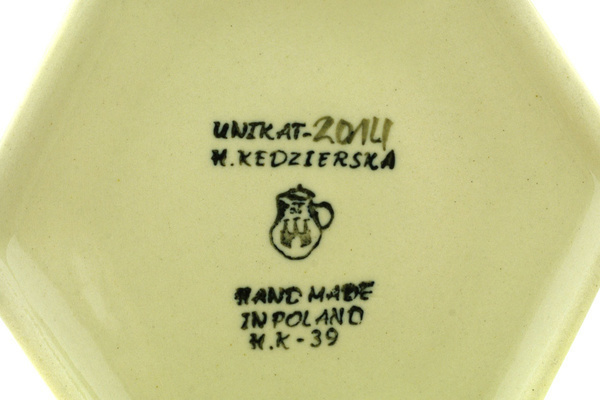 UNIKAT-2014
H.KEDZIERSKA
HAND MADE
IN POLAND
H.K-39